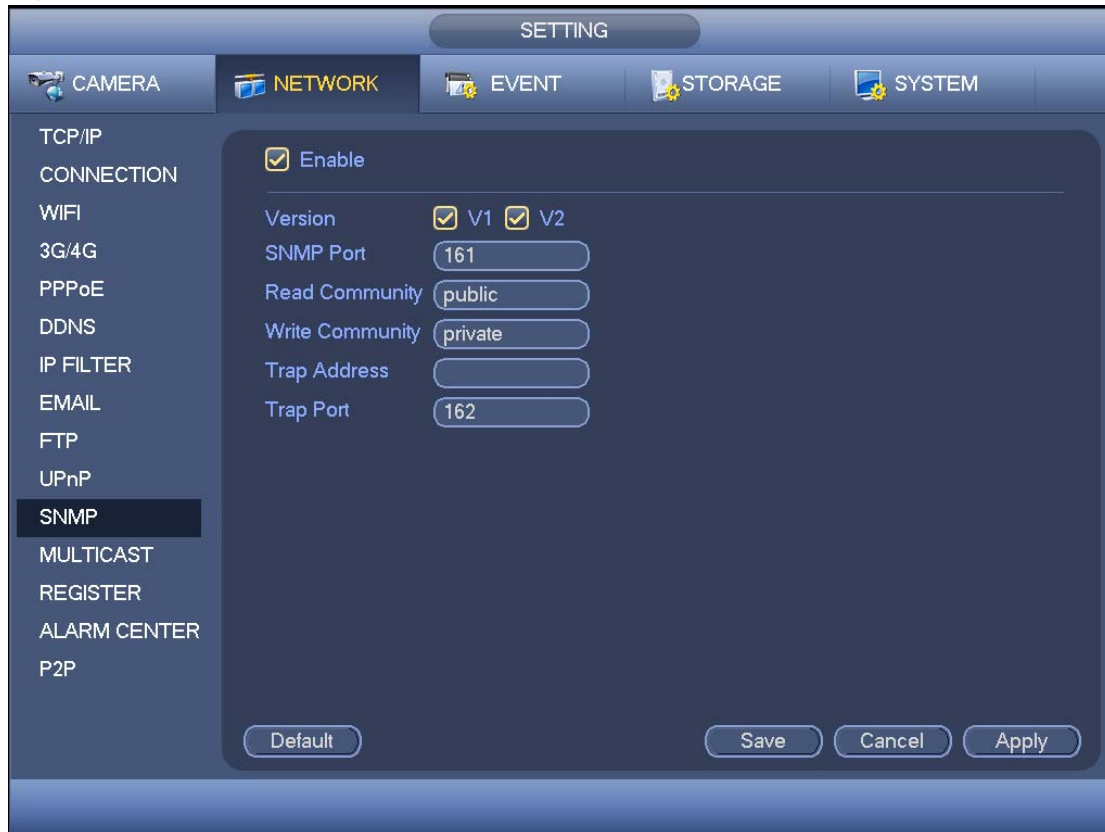 SETTING
CAMERA NETWORK EVENT STORAGE SYSTEM
TCP/IP
CONNECTION
WIFI
3G/4G
PPPoE
DDNS
IP FILTER
EMAIL
FTP
UPnP
SNMP
MULTICAST
REGISTER
ALARM CENTER
P2P
Enable
Version V1 V2
SNMP Port 161
Read Community public
Write Community private
Trap Address
Trap Port 162
Default Save Cancel Apply